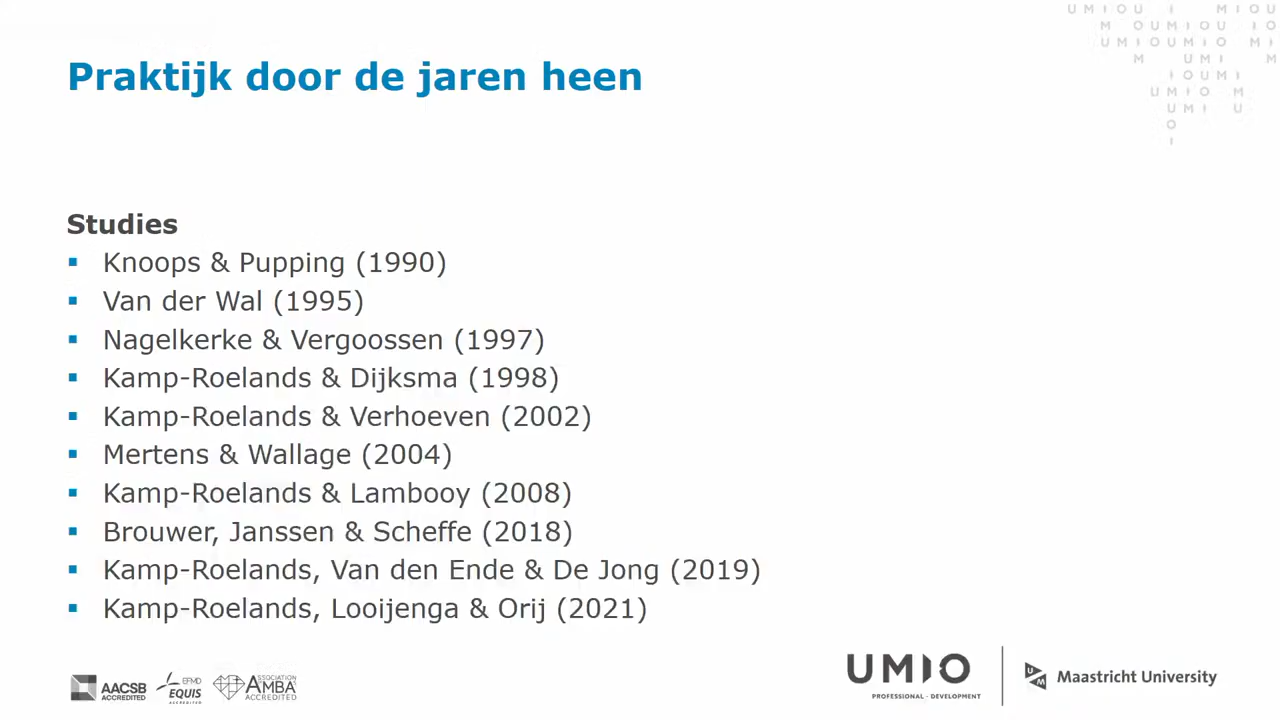 Praktijk door de jaren heen
Studies
▪ Knoops & Pupping (1990)
▪ Van der Wal (1995)
▪ Nagelkerke & Vergoossen (1997)
▪ Kamp-Roelands & Dijksma (1998)
▪ Kamp-Roelands & Verhoeven (2002)
▪ Mertens & Wallage (2004)
▪ Kamp-Roelands & Lambooy (2008)
▪ Brouwer, Janssen & Scheffe (2018)
▪ Kamp-Roelands, Van den Ende & De Jong (2019)
▪ Kamp-Roelands, Looijenga & Orij (2021)
AACSB
ACCREDITED
EFMD
EQUIS
ACCREDITED
ASSOCIATION
AMBA
ACCREDITED
UMIO
PROFESSIONAL · DEVELOPMENT
Maastricht University